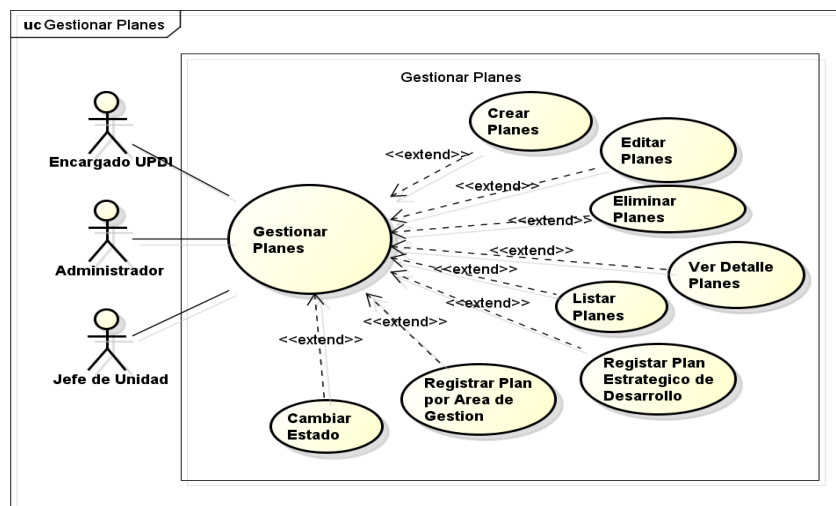 uc Gestionar Planes
Gestionar Planes
Encargado UPDI
Administrador
Jefe de Unidad
Gestionar
Planes
Crear
Planes
<<extend>>
Editar
Planes
<<extend>>
Eliminar
Planes
<<extend>>
Ver Detalle
Planes
<<extend>>
Listar
Planes
<<extend>>
Registar Plan
Estrategico de
Desarrollo
<<extend>>
Registrar Plan
por Area de
Gestion
<<extend>>
Cambiar
Estado
<<extend>>